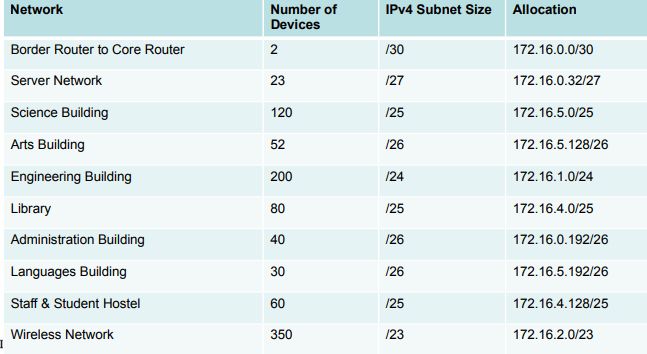 Network Number of Devices IPv4 Subnet Size Allocation
Border Router to Core Router 2 /30 172.16.0.0/30
Server Network 23 /27 172.16.0.32/27
Science Building 120 /25 172.16.5.0/25
Arts Building 52 /26 172.16.5.128/26
Engineering Building 200 /24 172.16.1.0/24
Library 80 /25 172.16.4.0/25
Administration Building 40 /26 172.16.0.192/26
Languages Building 30 /26 172.16.5.192/26
Staff & Student Hostel 60 /25 172.16.4.128/25
Wireless Network 350 /23 172.16.2.0/23